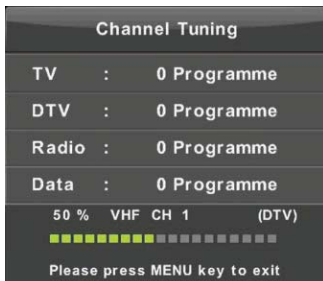 Channel Tuning
TV : 0 Programme
DTV : 0 Programme
Radio : 0 Programme
Data : 0 Programme
50 % VHF CH 1 (DTV)
Please press MENU key to exit